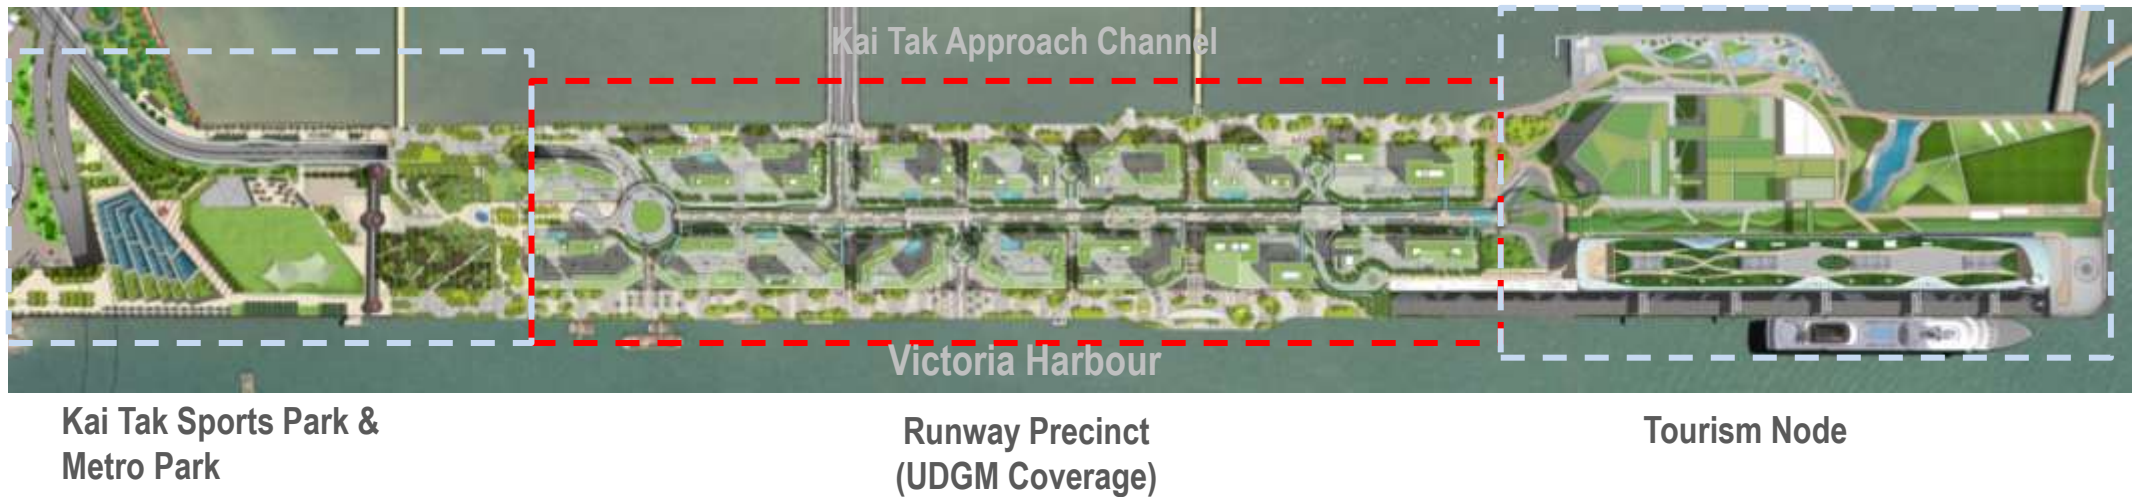 Kai Tak Approach Channel
Victoria Harbour
Kai Tak Sports Park &
Metro Park
Runway Precinct
(UDGM Coverage)
Tourism Node